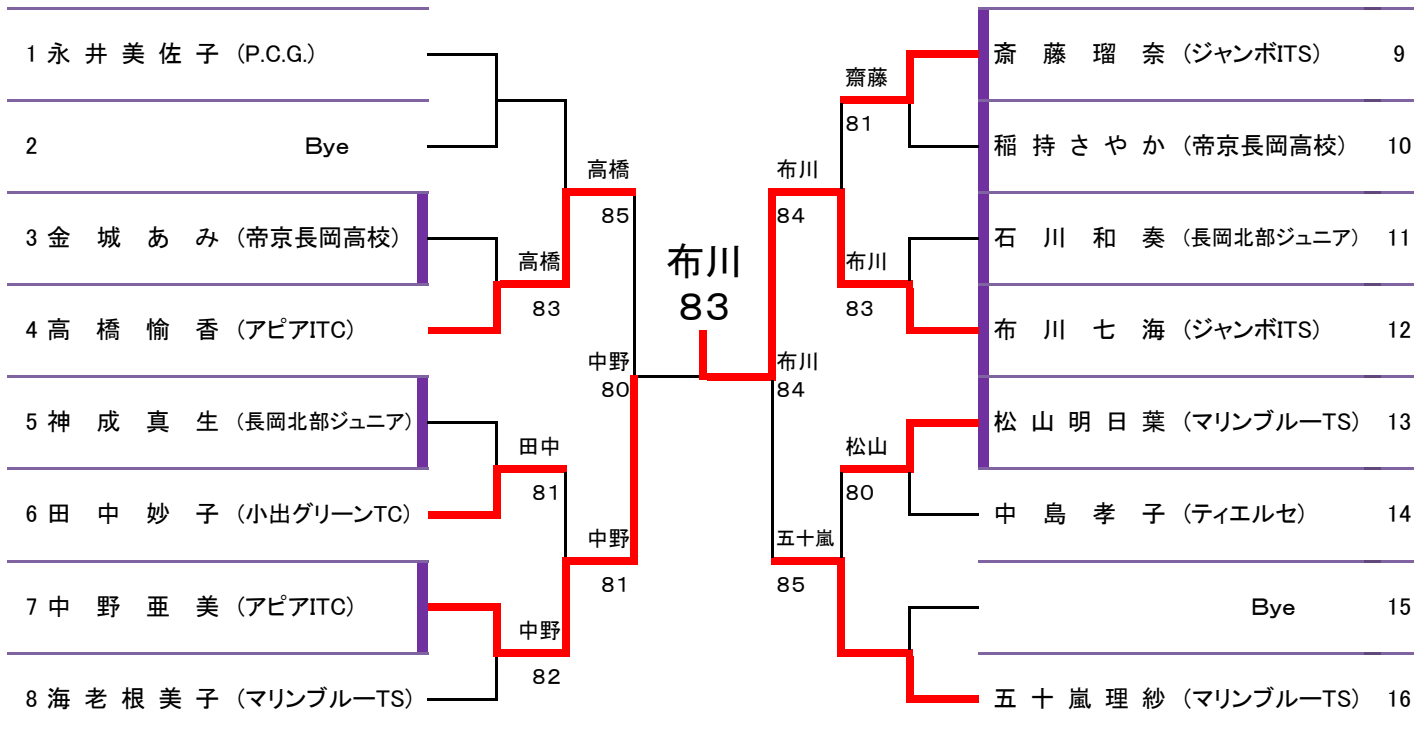 1 永井美佐子 (P.C.G.)
2 Bye
3 金城あみ (帝京長岡高校)
4 高橋愉香 (アピアITC)
5 神成真生 (長岡北部ジュニア)
6 田中妙子 (小出グリーンTC)
7 中野亜美 (アピアITC)
8 海老根美子 (マリンブルーTS)
高橋
83
田中
81
中野
82
高橋
85
中野
81
中野
80
布川
83
布川
84
布川
84
五十嵐
85
齋藤
81
布川
83
松山
80
斎藤瑠奈 (ジャンボITS) 9
稲持さやか (帝京長岡高校) 10
石川和奏 (長岡北部ジュニア) 11
布川七海 (ジャンボITS) 12
松山明日葉 (マリンブルーTS) 13
中島孝子 (ティエルセ) 14
Bye 15
五十嵐理紗 (マリンブルーTS) 16